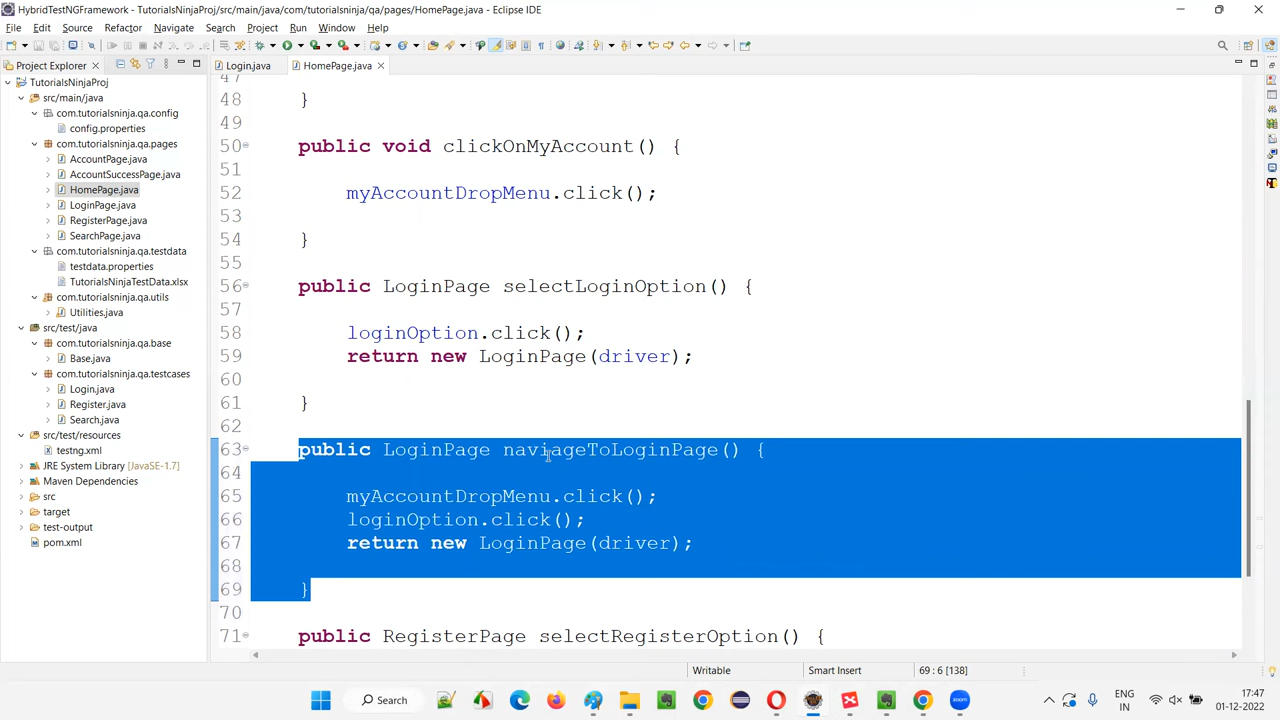 HybridTestNGFramework - TutorialsNinjaProj/src/main/java/com/tutorialsninja/qa/pages/HomePage.java - Eclipse IDE
File Edit Source Refactor Navigate Search Project Run Window Help
Project Explorer
Login.java
HomePage.java
TutorialsNinjaProj
src/main/java
com.tutorialsninja.qa.config
config.properties
com.tutorialsninja.qa.pages
AccountPage.java
AccountSuccessPage.java
HomePage.java
LoginPage.java
RegisterPage.java
SearchPage.java
com.tutorialsninja.qa.testdata
testdata.properties
TutorialsNinjaTestData.xlsx
com.tutorialsninja.qa.utils
Utilities.java
src/test/java
com.tutorialsninja.qa.base
Base.java
com.tutorialsninja.qa.testcases
Login.java
Register.java
Search.java
src/test/resources
testng.xml
JRE System Library [JavaSE-1.7]
Maven Dependencies
src
target
test-output
pom.xml
47
48 }
49
50 public void clickOnMyAccount() {
51
52 myAccountDropMenu.click();
53
54 }
55
56 public LoginPage selectLoginOption() {
57
58 loginOption.click();
59 return new LoginPage(driver);
60
61 }
62
63 public LoginPage naviageToLoginPage() {
64
65 myAccountDropMenu.click();
66 loginOption.click();
67 return new LoginPage(driver);
68
69 }
70
71 public RegisterPage selectRegisterOption() {
Writable Smart Insert 69 : 6 [138]
Search
ENG
IN
17:47
01-12-2022